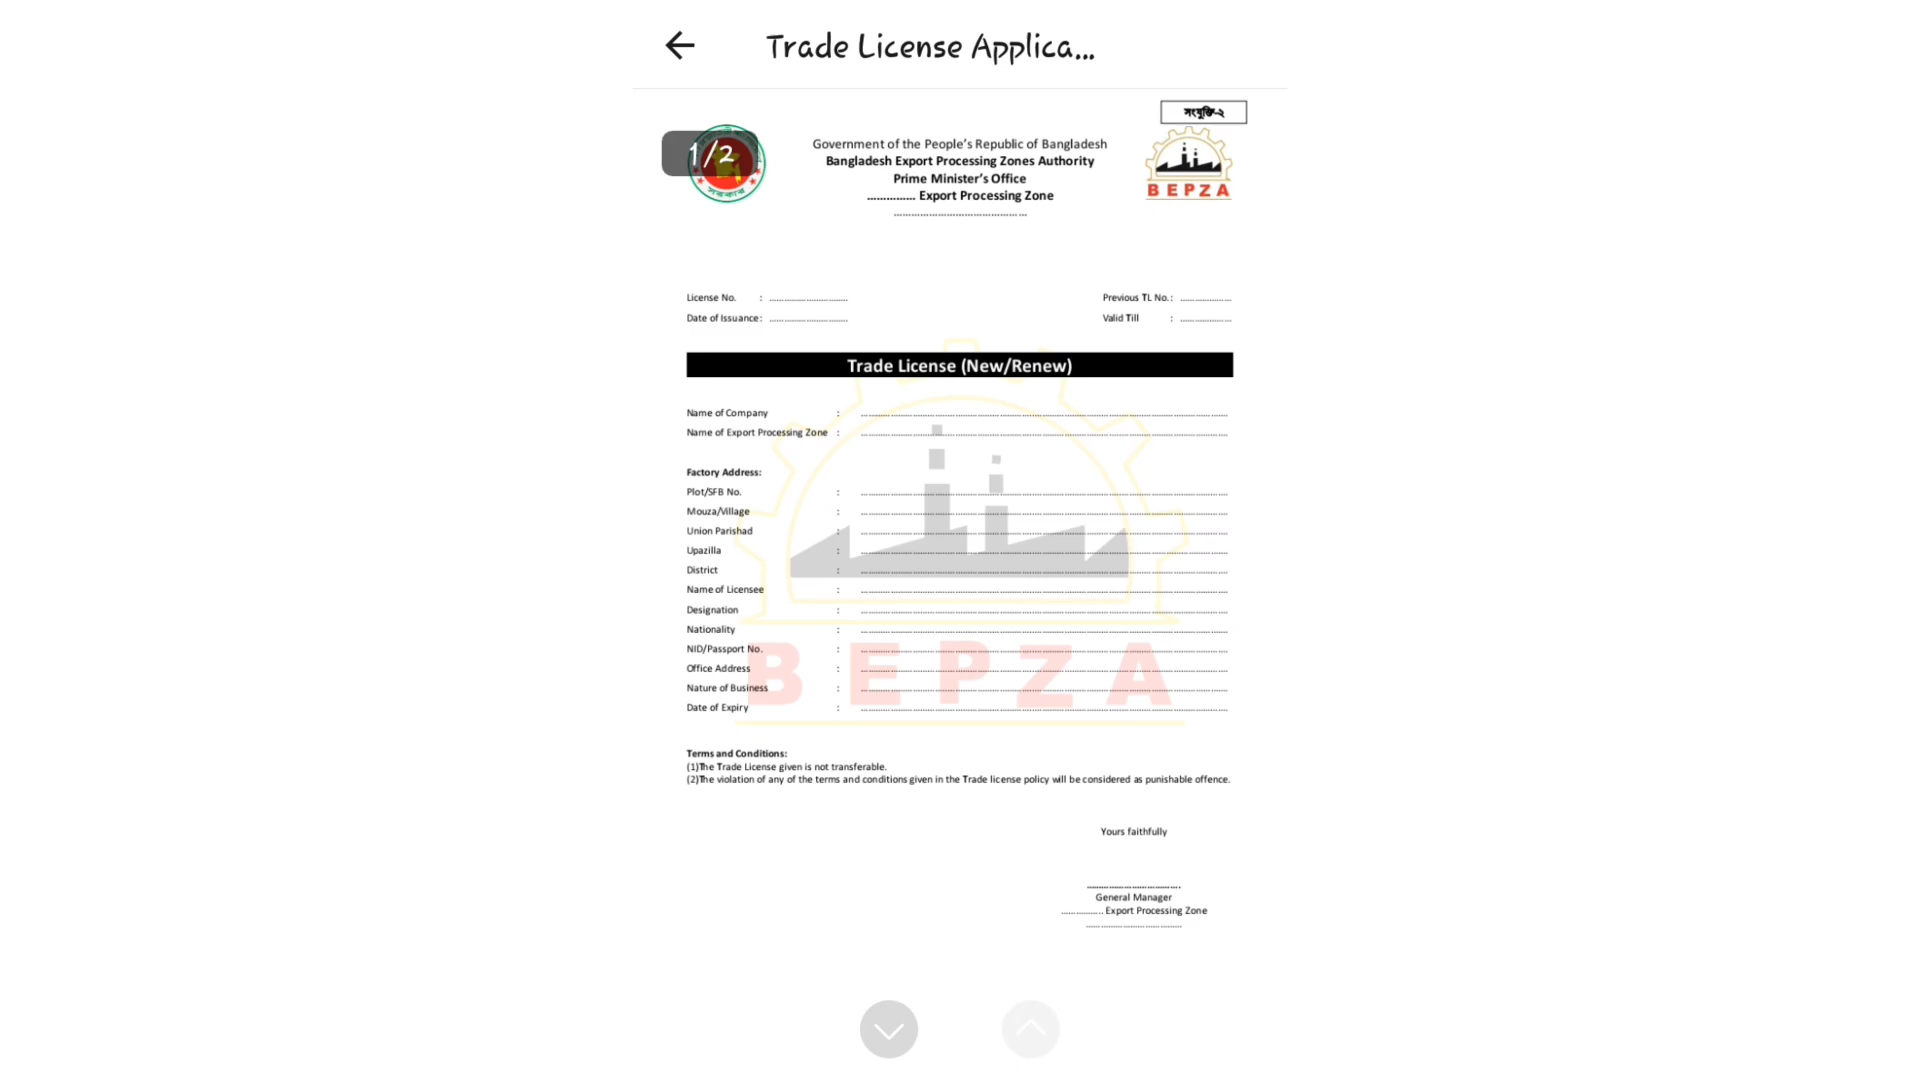 Trade License Applica...
সংযুক্তি-২
1/2
সরকার
Government of the People's Republic of Bangladesh
Bangladesh Export Processing Zones Authority
Prime Minister's Office
............... Export Processing Zone
.............................................
BEPZA
License No. : ................................
Previous TL No. : .....................
Date of Issuance : ................................
Valid Till : .....................
Trade License (New/Renew)
Name of Company :
Name of Export Processing Zone :
Factory Address:
Plot/SFB No. :
Mouza/Village :
Union Parishad :
Upazilla :
District :
Name of Licensee :
Designation :
Nationality :
NID/Passport No. :
Office Address :
Nature of Business :
Date of Expiry :
BEPZA
Terms and Conditions:
(1)The Trade License given is not transferable.
(2)The violation of any of the terms and conditions given in the Trade license policy will be considered as punishable offence.
Yours faithfully
......................................
General Manager
................. Export Processing Zone
.......................................